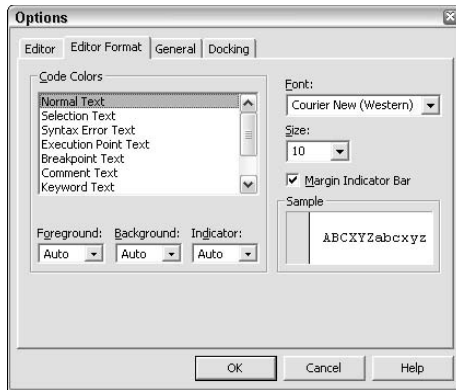 Options
Editor Editor Format General Docking
Code Colors
Normal Text
Selection Text
Syntax Error Text
Execution Point Text
Breakpoint Text
Comment Text
Keyword Text
Foreground: Background: Indicator:
Auto Auto Auto
Font:
Courier New (Western)
Size:
10
Margin Indicator Bar
Sample
ABCXYZabcxyz
OK Cancel Help